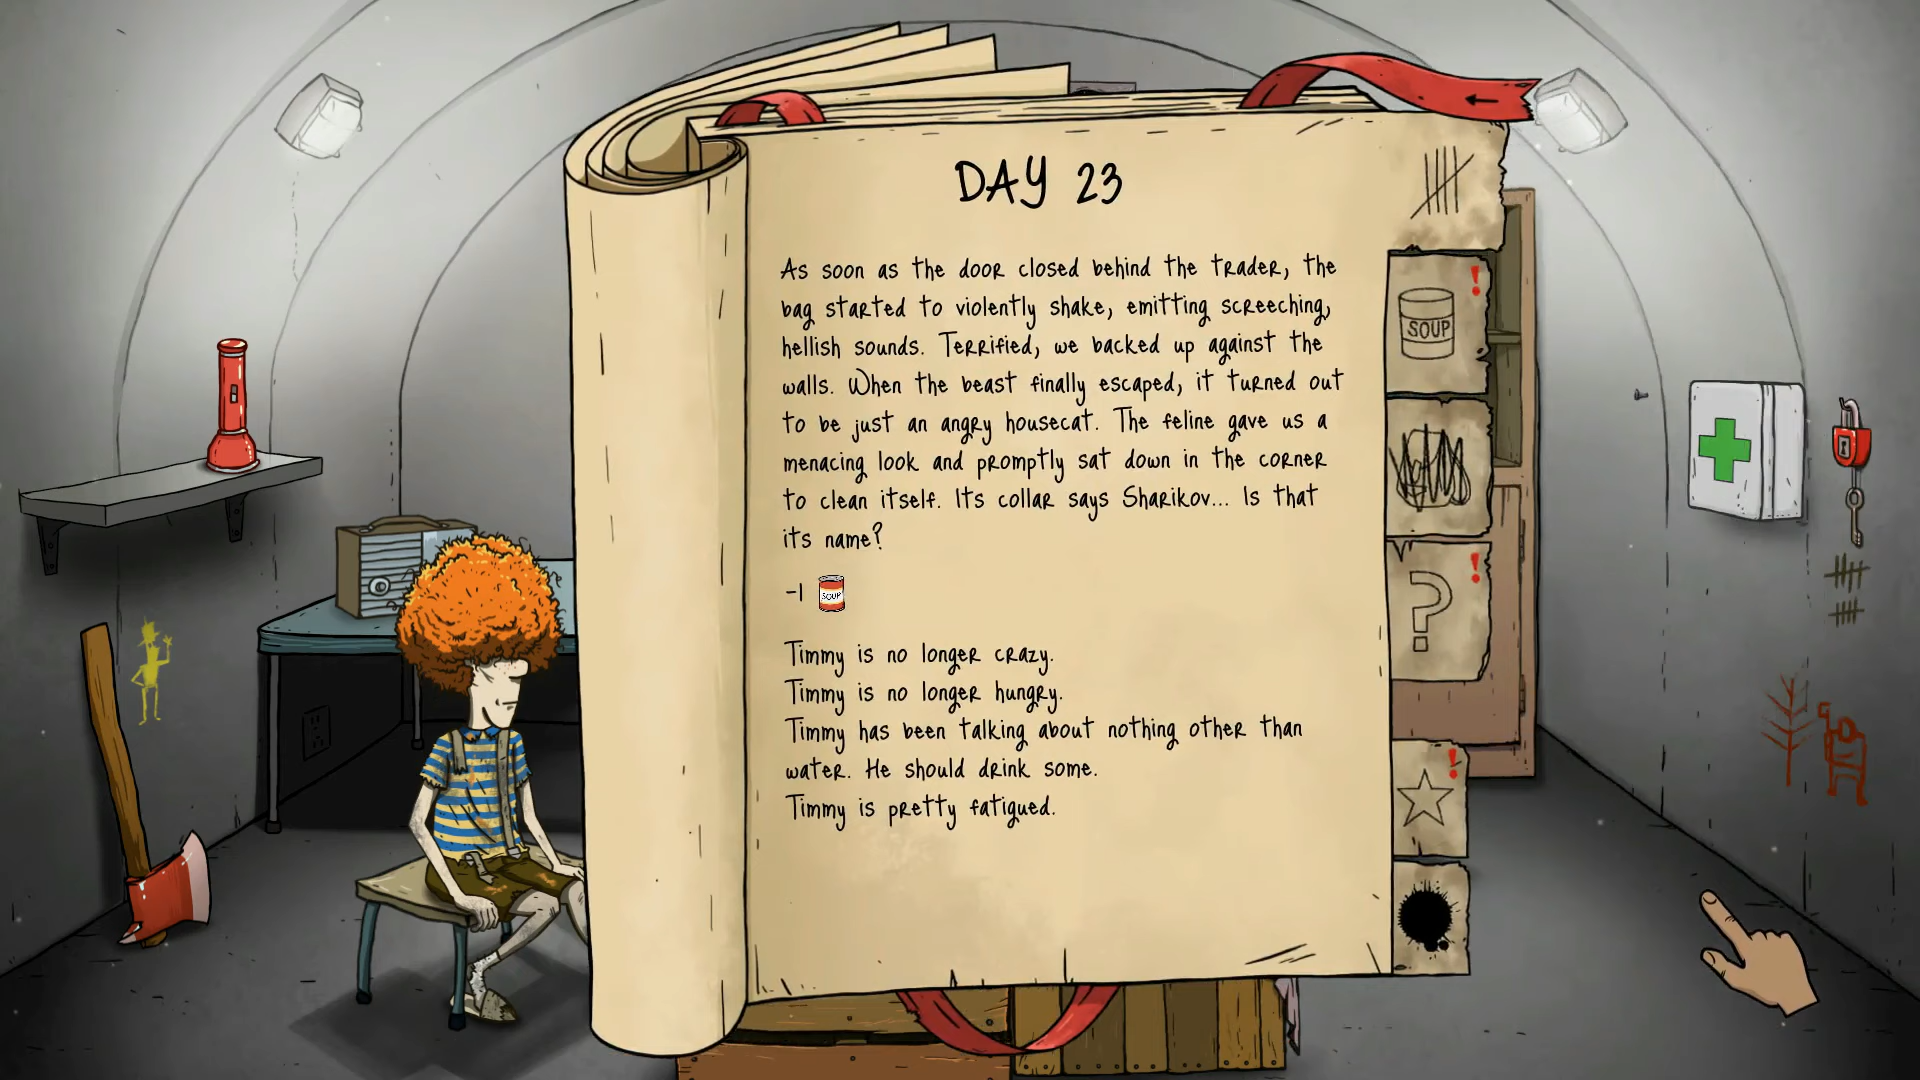 DAY 23
As soon as the door closed behind the trader, the
bag started to violently shake, emitting screeching,
hellish sounds. Terrified, we backed up against the
walls. When the beast finally escaped, it turned out
to be just an angry housecat. The feline gave us a
menacing look and promptly sat down in the corner
to clean itself. Its collar says Sharikov... Is that
its name?
-1 SOUP
Timmy is no longer crazy.
Timmy is no longer hungry.
Timmy has been talking about nothing other than
water. He should drink some.
Timmy is pretty fatigued.
!
SOUP
!
?
!